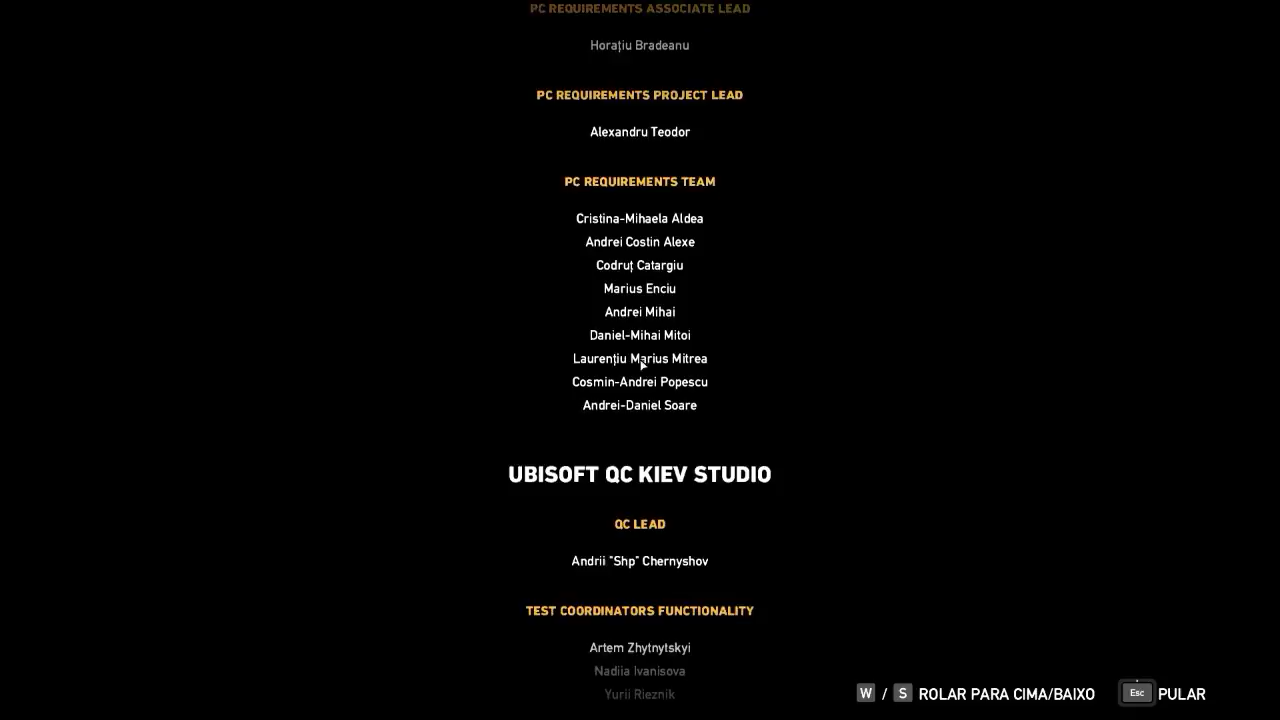 PC REQUIREMENTS ASSOCIATE LEAD
Horațiu Bradeanu
PC REQUIREMENTS PROJECT LEAD
Alexandru Teodor
PC REQUIREMENTS TEAM
Cristina-Mihaela Aldea
Andrei Costin Alexe
Codruț Catargiu
Marius Enciu
Andrei Mihai
Daniel-Mihai Mitoi
Laurențiu Marius Mitrea
Cosmin-Andrei Popescu
Andrei-Daniel Soare
UBISOFT QC KIEV STUDIO
QC LEAD
Andrii "Shp" Chernyshov
TEST COORDINATORS FUNCTIONALITY
Artem Zhytnytskyi
Nadiia Ivanisova
Yurii Rieznik
W / S ROLAR PARA CIMA/BAIXO Esc PULAR